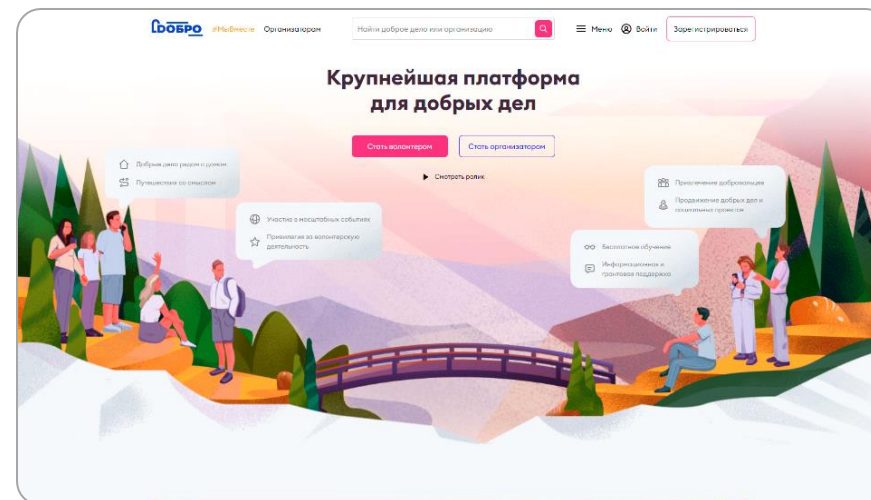 ДОБРО #МыВместе Организаторам Найти доброе дело или организацию Меню Войти Зарегистрироваться
Крупнейшая платформа
для добрых дел
Стать волонтером Стать организатором
Смотреть ролик
Добрые дела рядом с домом
Путешествия со смыслом
Участие в масштабных событиях
Привилегия за волонтерскую
деятельность
Привлечение добровольцев
Продвижение добрых дел и
социальных проектов
Бесплатное обучение
Информационная и
грантовая поддержка